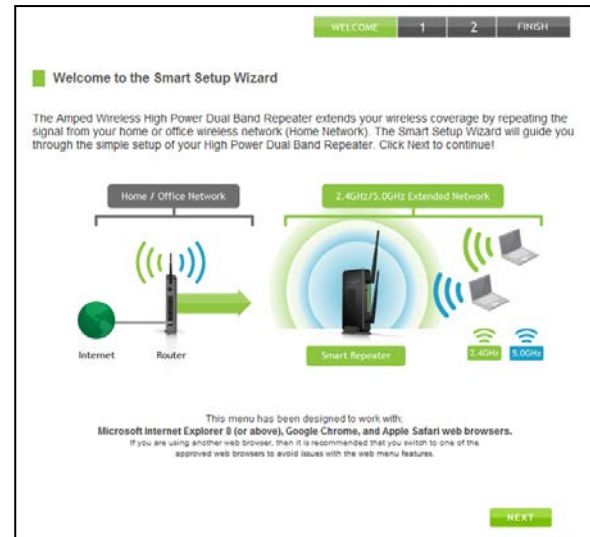 WELCOME 1 2 FINISH
Welcome to the Smart Setup Wizard
The Amped Wireless High Power Dual Band Repeater extends your wireless coverage by repeating the
signal from your home or office wireless network (Home Network). The Smart Setup Wizard will guide you
through the simple setup of your High Power Dual Band Repeater. Click Next to continue!
Home / Office Network
2.4GHz/5.0GHz Extended Network
Internet
Router
Smart Repeater
2.4GHz
5.0GHz
This menu has been designed to work with:
Microsoft Internet Explorer 8 (or above), Google Chrome, and Apple Safari web browsers.
If you are using another web browser, then it is recommended that you switch to one of the
approved web browsers to avoid issues with the web menu features.
NEXT